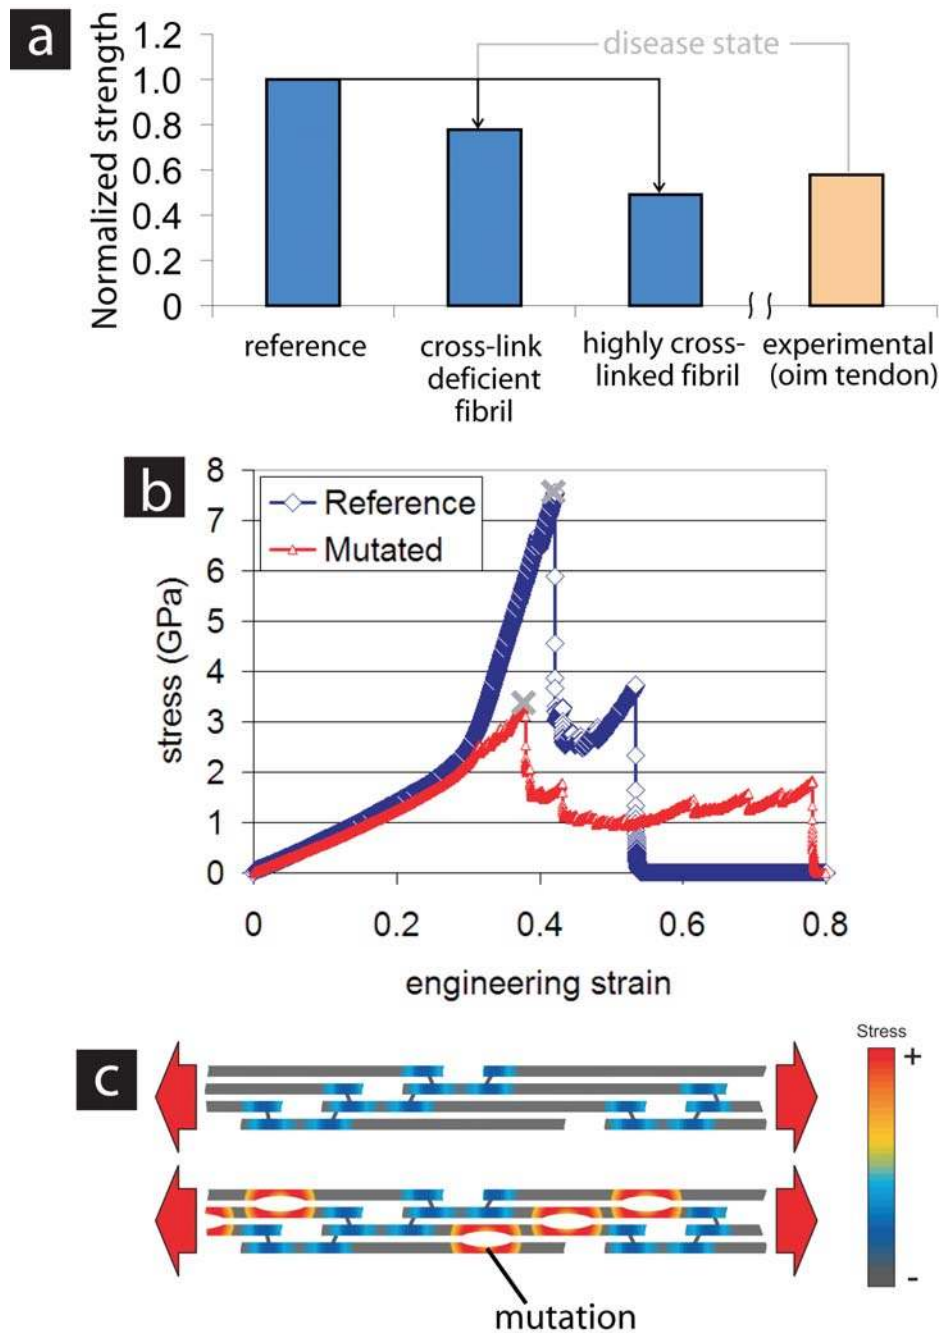 a
Normalized strength
1.2
1.0
0.8
0.6
0.4
0.2
0
disease state
reference
cross-link
deficient
fibril
highly cross-
linked fibril
experimental
(oim tendon)
b
stress (GPa)
8
7
6
5
4
3
2
1
0
Reference
Mutated
0
0.2
0.4
0.6
0.8
engineering strain
c
Stress
+
-
mutation